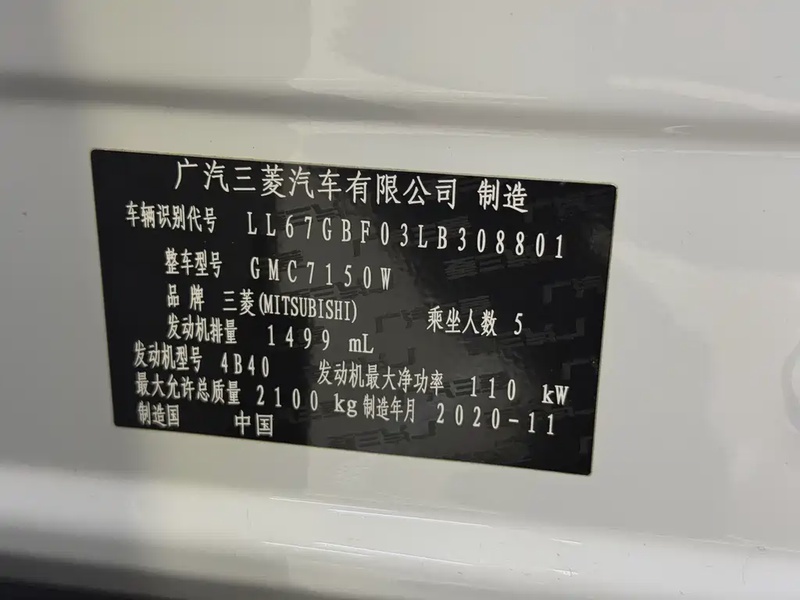 广汽三菱汽车有限公司 制造
车辆识别代号 LL67GBF03LB308801
整车型号 GMC7150W
品牌 三菱(MITSUBISHI) 乘坐人数 5
发动机排量 1499 mL
发动机型号 4B40 发动机最大净功率 110 kW
最大允许总质量 2100 kg 制造年月 2020-11
制造国 中国